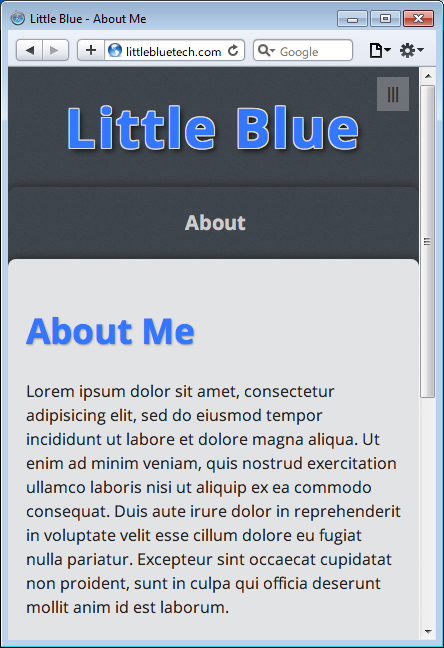 Little Blue - About Me
littlebluetech.com
Google
Little Blue
About
About Me
Lorem ipsum dolor sit amet, consectetur
adipisicing elit, sed do eiusmod tempor
incididunt ut labore et dolore magna aliqua. Ut
enim ad minim veniam, quis nostrud exercitation
ullamco laboris nisi ut aliquip ex ea commodo
consequat. Duis aute irure dolor in reprehenderit
in voluptate velit esse cillum dolore eu fugiat
nulla pariatur. Excepteur sint occaecat cupidatat
non proident, sunt in culpa qui officia deserunt
mollit anim id est laborum.